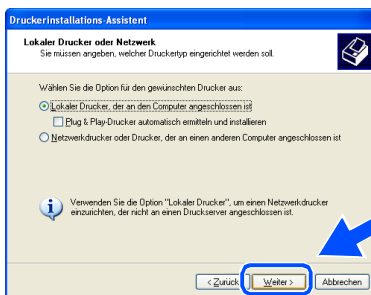 Druckerinstallations-Assistent
Lokaler Drucker oder Netzwerk
Sie müssen angeben, welcher Druckertyp eingerichtet werden soll.
Wählen Sie die Option für den gewünschten Drucker aus:
Lokaler Drucker, der an den Computer angeschlossen ist
Plug & Play-Drucker automatisch ermitteln und installieren
Netzwerkdrucker oder Drucker, der an einen anderen Computer angeschlossen ist
Verwenden Sie die Option "Lokaler Drucker", um einen Netzwerkdrucker
einzurichten, der nicht an einen Druckserver angeschlossen ist.
< Zurück Weiter > Abbrechen